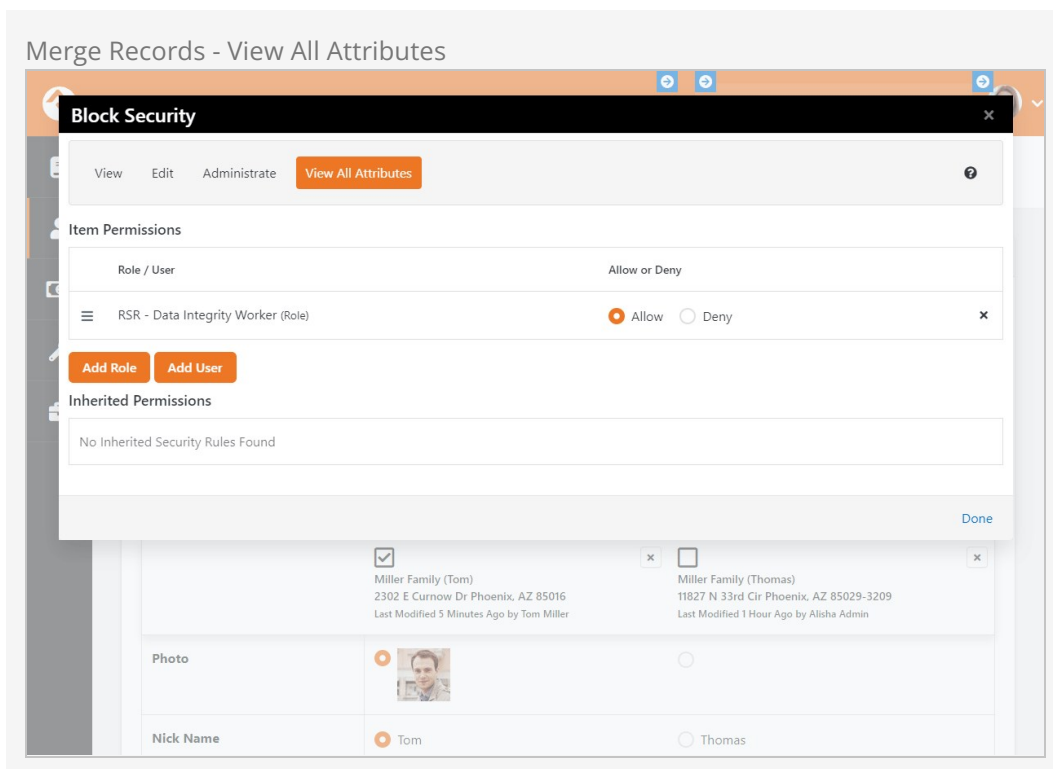 Merge Records - View All Attributes
Block Security
View Edit Administrate View All Attributes
Item Permissions
Role / User Allow or Deny
RSR - Data Integrity Worker (Role) Allow Deny
Add Role Add User
Inherited Permissions
No Inherited Security Rules Found
Done
Miller Family (Tom) Miller Family (Thomas)
2302 E Curnow Dr Phoenix, AZ 85016 11827 N 33rd Cir Phoenix, AZ 85029-3209
Last Modified 5 Minutes Ago by Tom Miller Last Modified 1 Hour Ago by Alisha Admin
Photo
Nick Name Tom Thomas